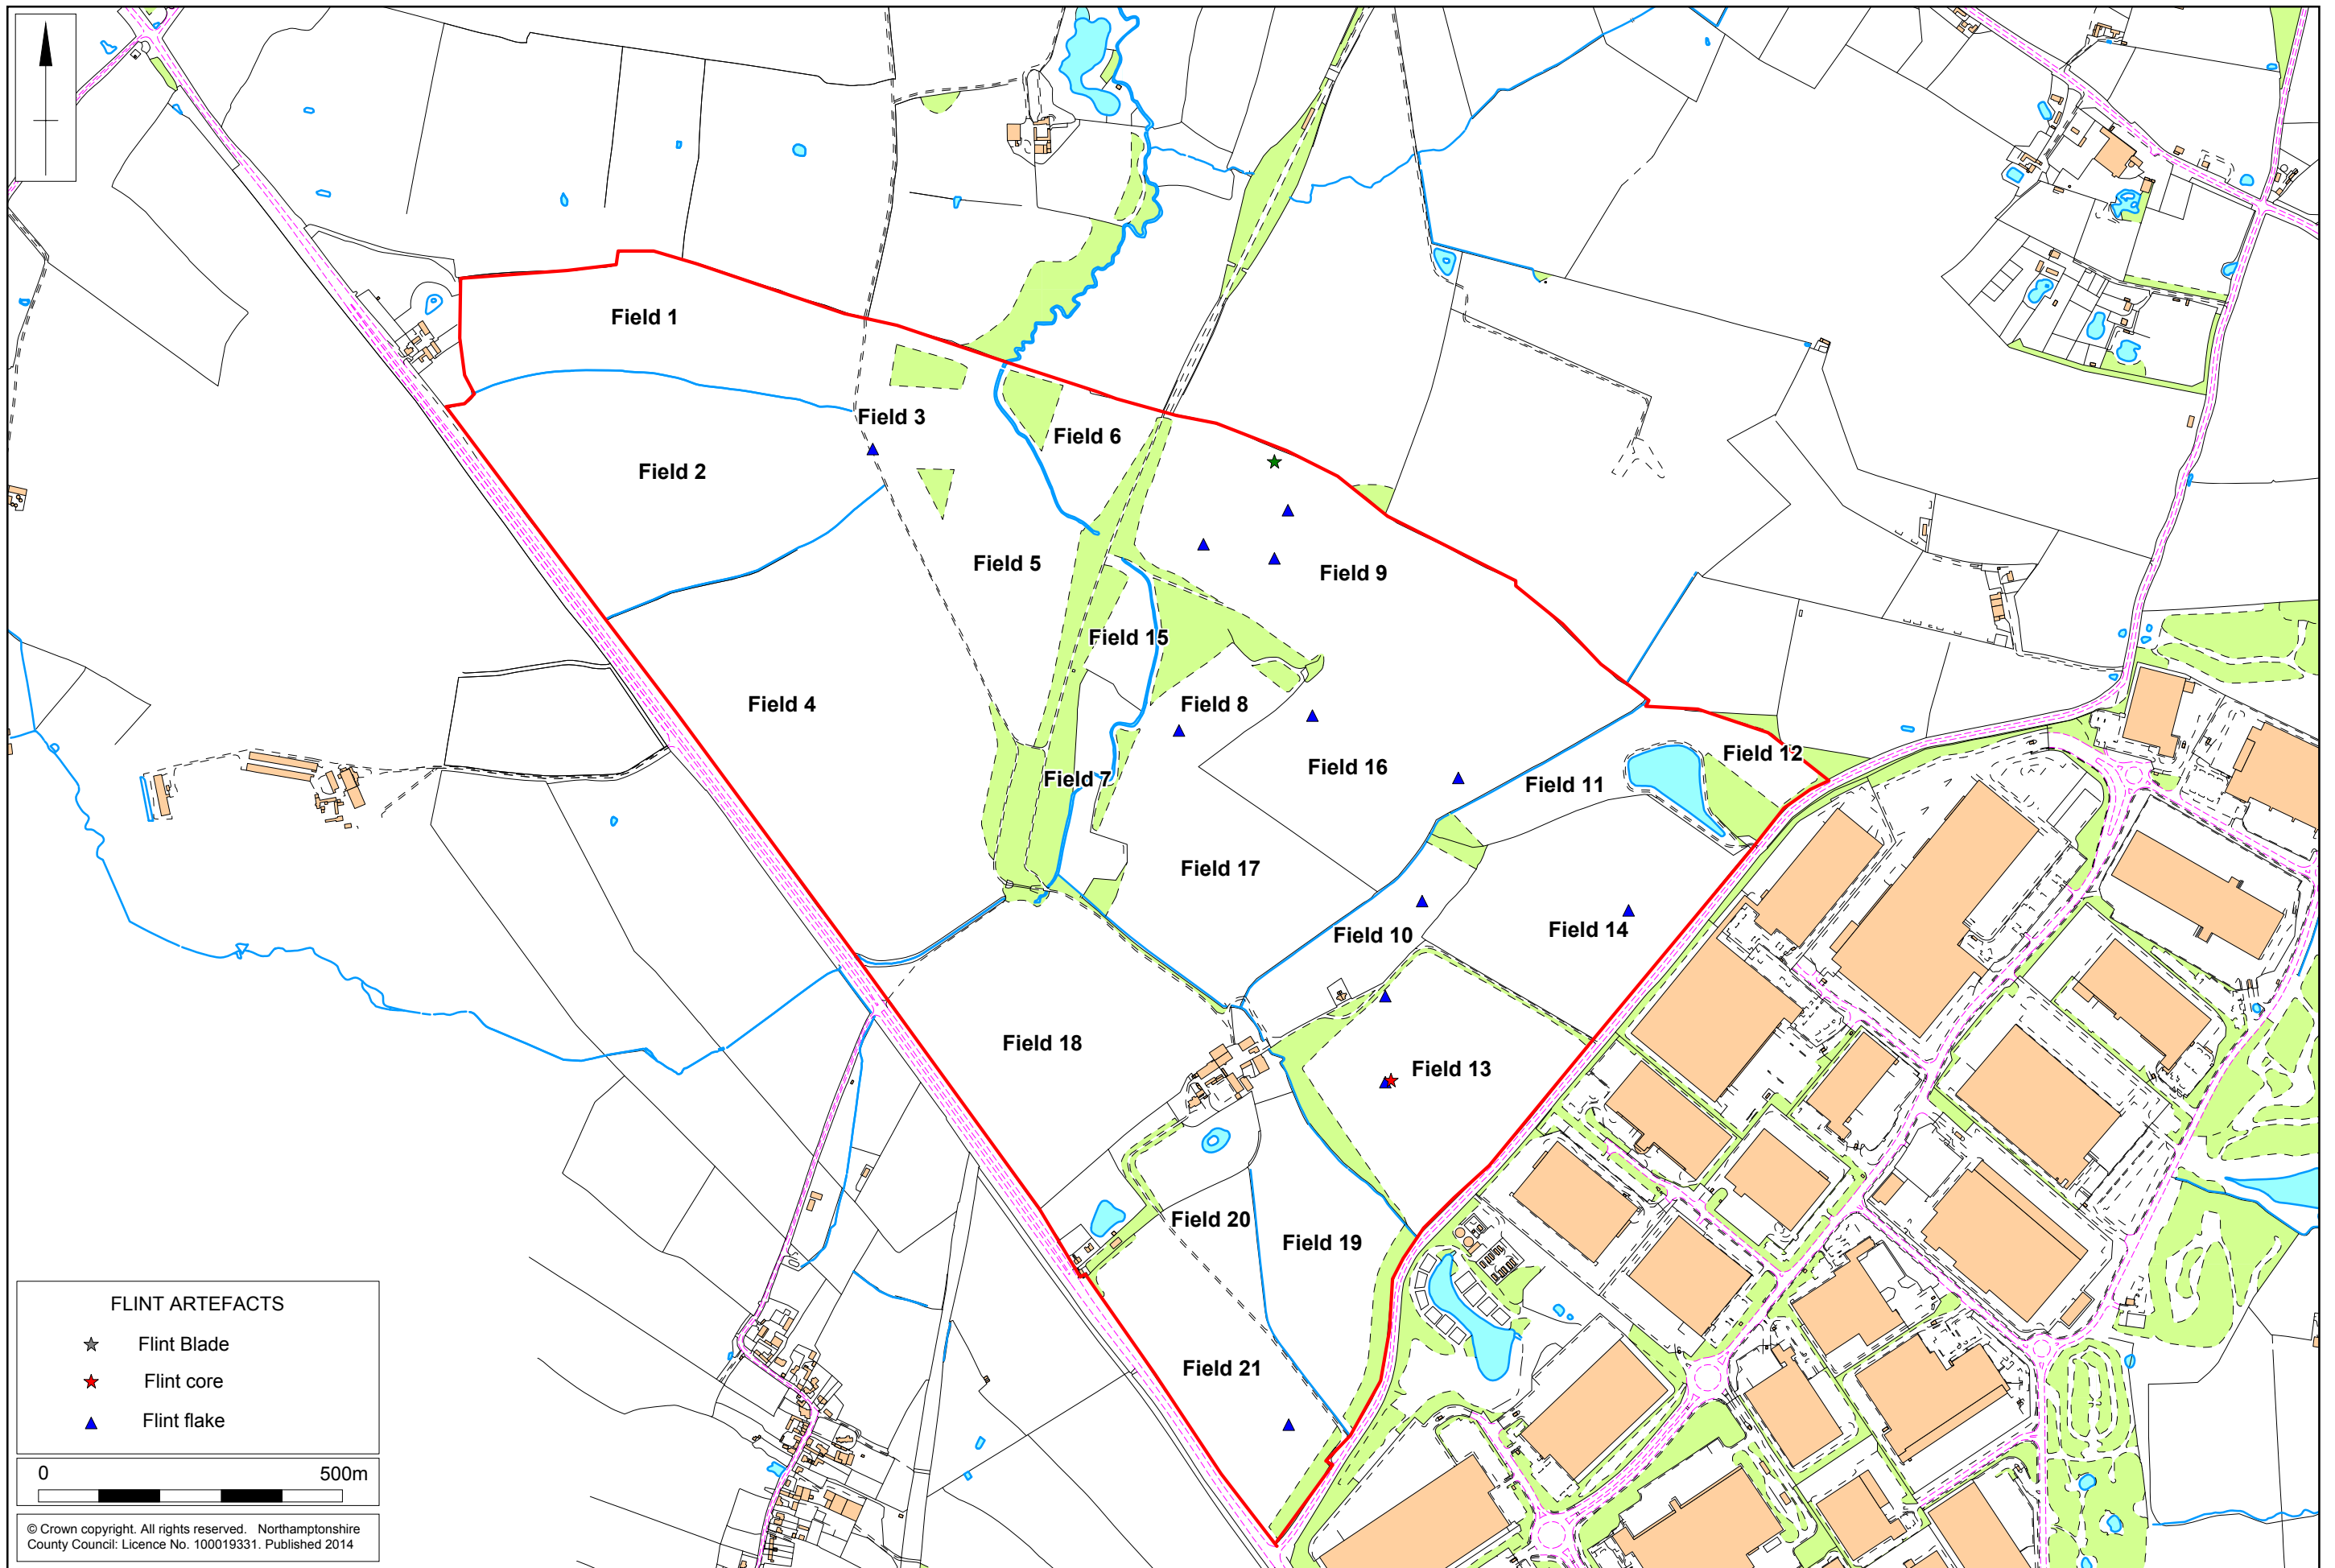 Field 1
Field 3
Field 6
Field 2
Field 5
Field 9
Field 15
Field 4
Field 8
Field 12
Field 7
Field 16
Field 11
Field 17
Field 10
Field 14
Field 18
Field 13
Field 20
Field 19
Field 21
FLINT ARTEFACTS
Flint Blade
Flint core
Flint flake
0 500m
© Crown copyright. All rights reserved. Northamptonshire
County Council: Licence No. 100019331. Published 2014